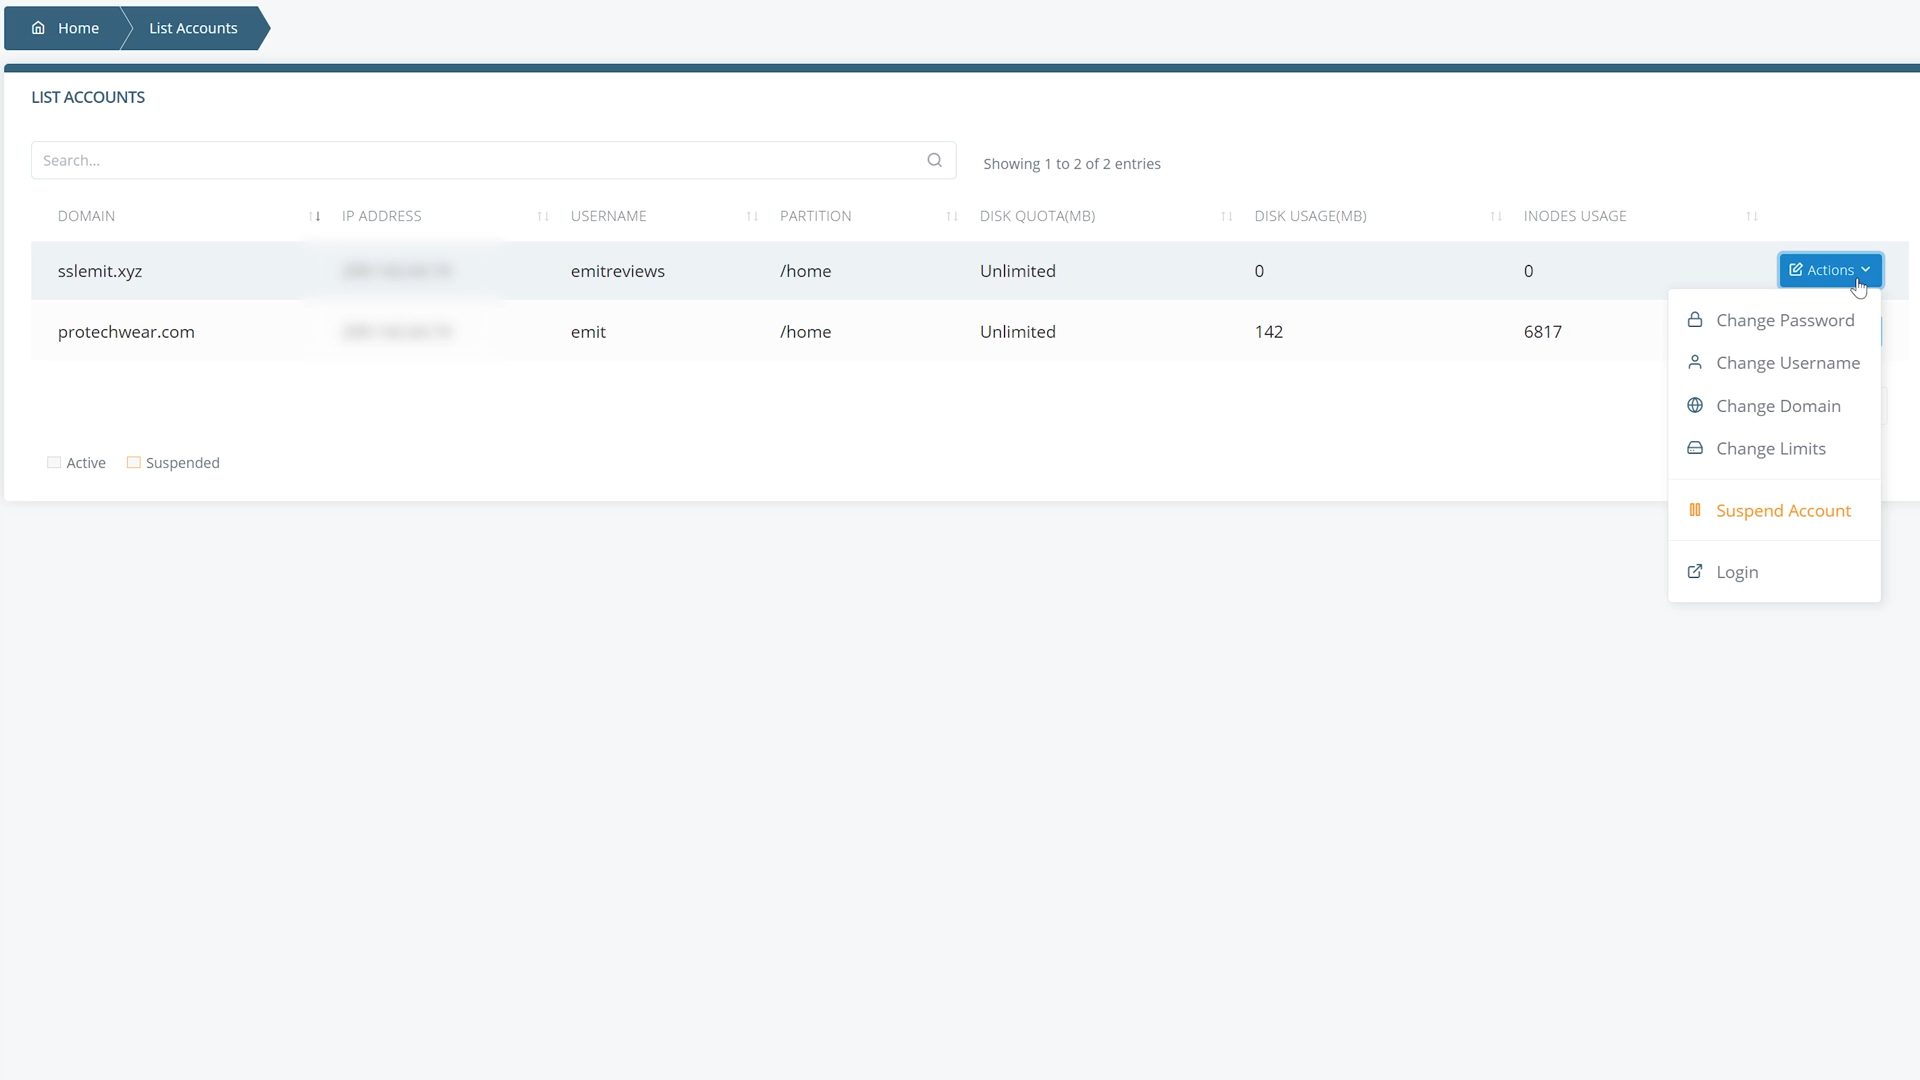 Home List Accounts
LIST ACCOUNTS
Search...
Showing 1 to 2 of 2 entries
DOMAIN IP ADDRESS USERNAME PARTITION DISK QUOTA(MB) DISK USAGE(MB) INODES USAGE
sslemit.xyz emitreviews /home Unlimited 0 0 Actions
protechwear.com emit /home Unlimited 142 6817
Change Password
Change Username
Change Domain
Change Limits
Suspend Account
Login
Active Suspended